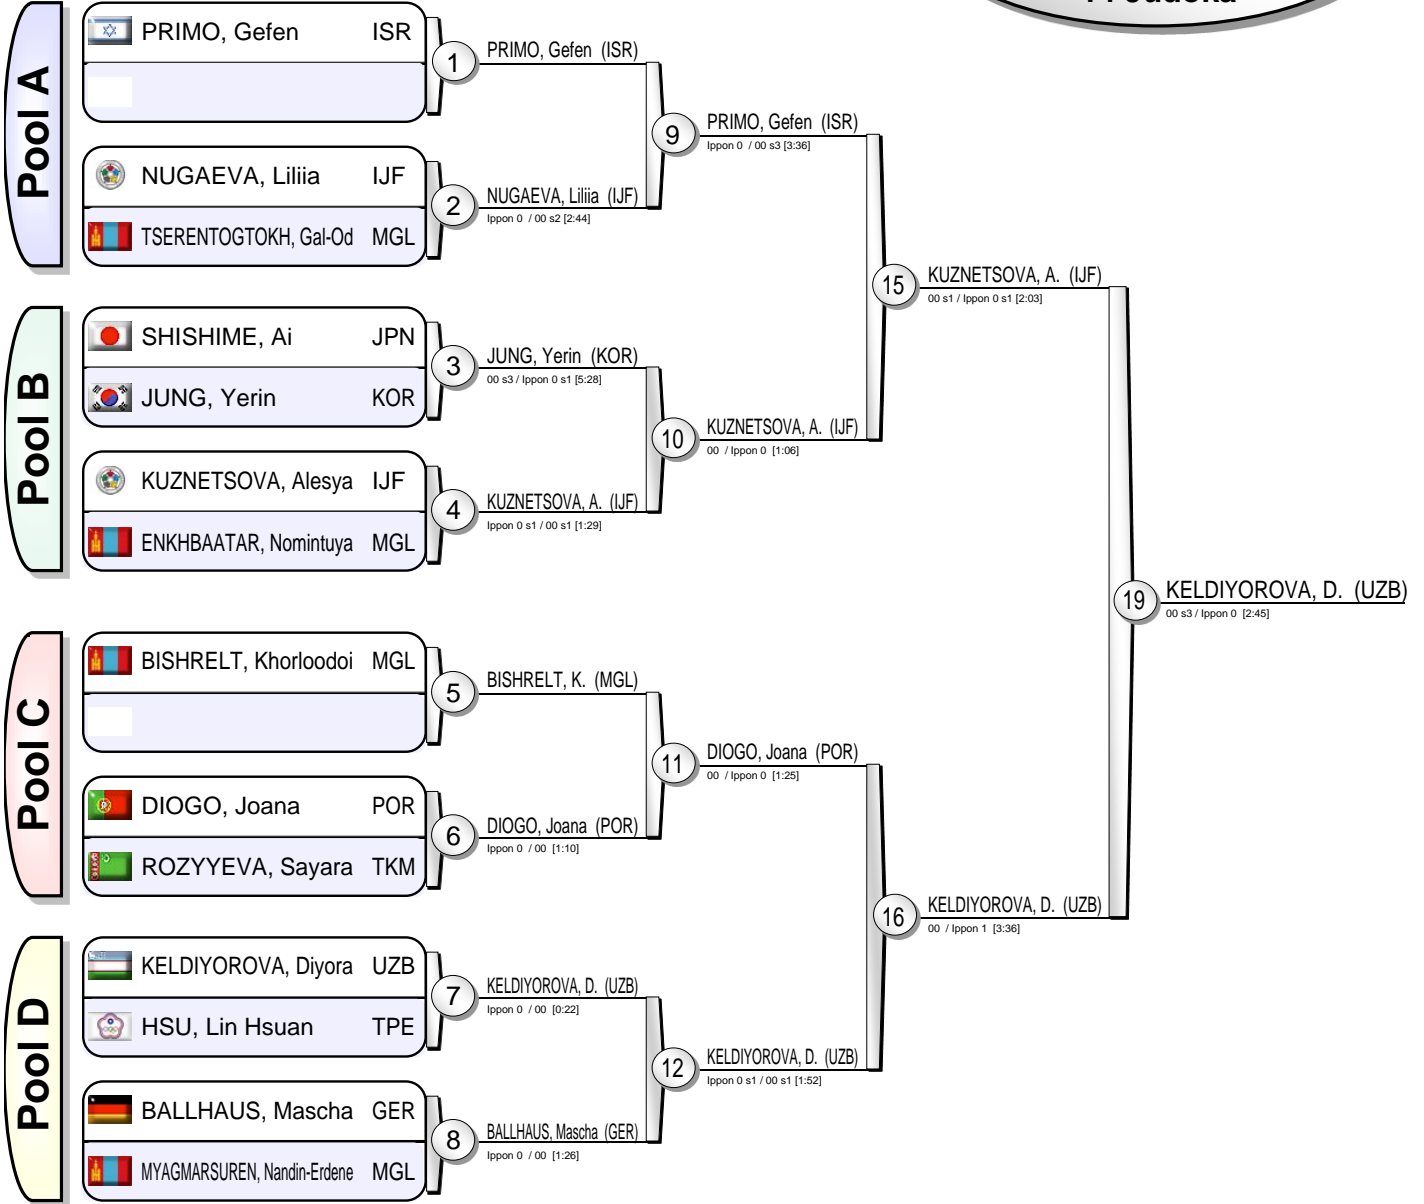 Pool A
PRIMO, Gefen ISR
1
NUGAEVA, Liliia IJF
TSERENTOGTOKH, Gal-Od MGL
2
PRIMO, Gefen (ISR)
NUGAEVA, Liliia (IJF)
Ippon 0 / 00 s2 [2:44]
9
PRIMO, Gefen (ISR)
Ippon 0 / 00 s3 [3:36]
Pool B
SHISHIME, Ai JPN
JUNG, Yerin KOR
3
KUZNETSOVA, Alesya IJF
ENKHBAATAR, Nomintuya MGL
4
JUNG, Yerin (KOR)
00 s3 / Ippon 0 s1 [5:28]
KUZNETSOVA, A. (IJF)
Ippon 0 s1 / 00 s1 [1:29]
10
KUZNETSOVA, A. (IJF)
00 / Ippon 0 [1:06]
15
KUZNETSOVA, A. (IJF)
00 s1 / Ippon 0 s1 [2:03]
Pool C
BISHRELT, Khorloodoi MGL
5
DIOGO, Joana POR
ROZYYEVA, Sayara TKM
6
BISHRELT, K. (MGL)
DIOGO, Joana (POR)
Ippon 0 / 00 [1:10]
11
DIOGO, Joana (POR)
00 / Ippon 0 [1:25]
Pool D
KELDIYOROVA, Diyora UZB
HSU, Lin Hsuan TPE
7
BALLHAUS, Mascha GER
MYAGMARSUREN, Nandin-Erdene MGL
8
KELDIYOROVA, D. (UZB)
Ippon 0 / 00 [0:22]
BALLHAUS, Mascha (GER)
Ippon 0 / 00 [1:26]
12
KELDIYOROVA, D. (UZB)
Ippon 0 s1 / 00 s1 [1:52]
16
KELDIYOROVA, D. (UZB)
00 / Ippon 1 [3:36]
19
KELDIYOROVA, D. (UZB)
00 s3 / Ippon 0 [2:45]